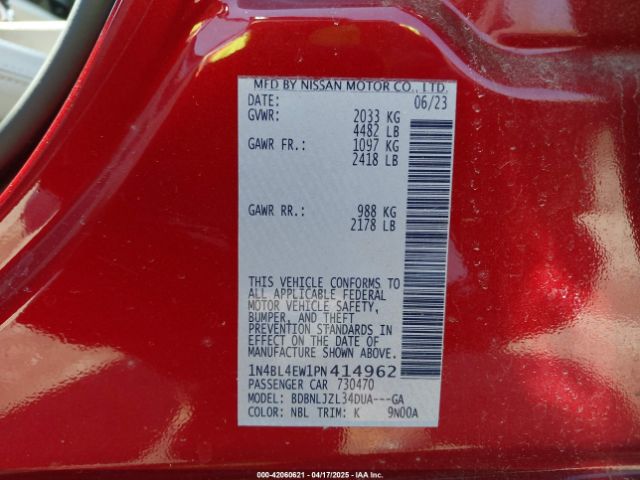 MFD BY NISSAN MOTOR CO., LTD.
DATE: 06/23
GVWR: 2033 KG
4482 LB
GAWR FR.: 1097 KG
2418 LB
GAWR RR.: 988 KG
2178 LB
THIS VEHICLE CONFORMS TO
ALL APPLICABLE FEDERAL
MOTOR VEHICLE SAFETY,
BUMPER, AND THEFT
PREVENTION STANDARDS IN
EFFECT ON THE DATE OF
MANUFACTURE SHOWN ABOVE.
1N4BL4EW1PN414962
PASSENGER CAR 730470
MODEL: BDBNLJZL34DUA---GA
COLOR: NBL TRIM: K 9N00A
000-42060621 - 04/17/2025 - IAA Inc.